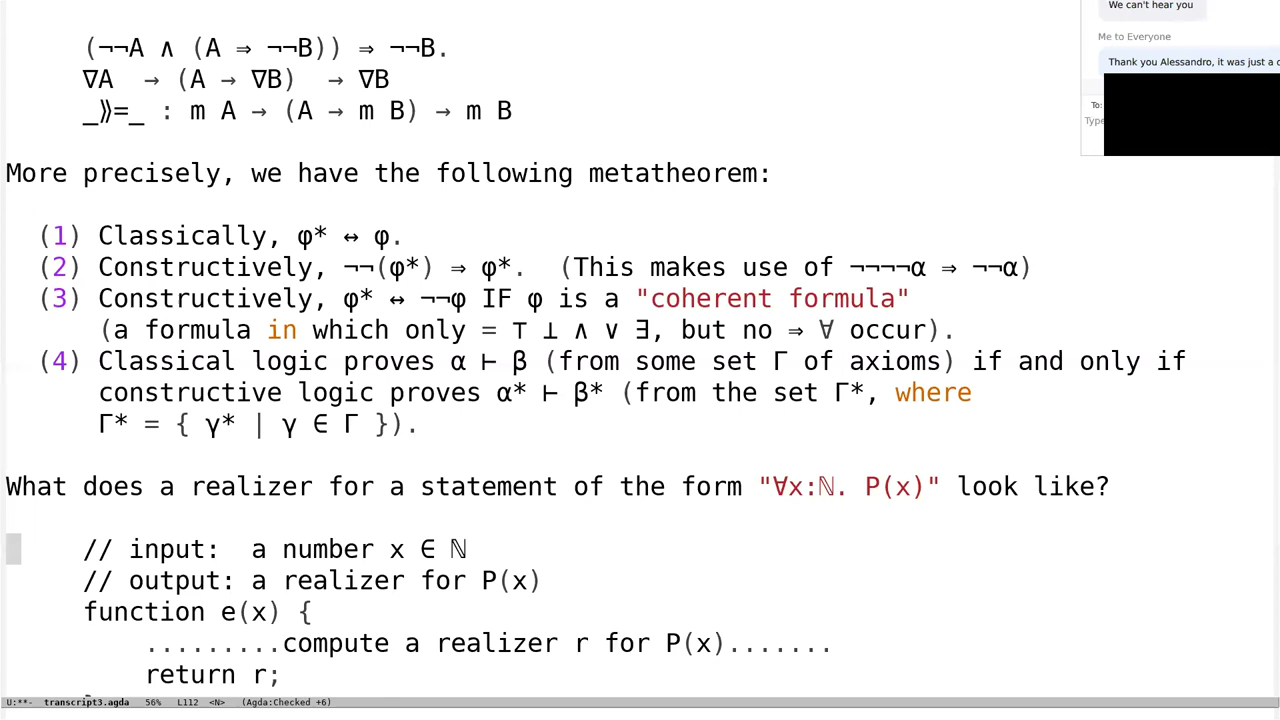 We can't hear you
Me to Everyone
Thank you Alessandro, it was just a
To:
Type
(¬¬A ∧ (A ⇒ ¬¬B)) ⇒ ¬¬B.
∇A → (A → ∇B) → ∇B
_⟫=_ : m A → (A → m B) → m B
More precisely, we have the following metatheorem:
(1) Classically, φ* ↔ φ.
(2) Constructively, ¬¬(φ*) ⇒ φ*. (This makes use of ¬¬¬¬α ⇒ ¬¬α)
(3) Constructively, φ* ↔ ¬¬φ IF φ is a "coherent formula"
(a formula in which only = ⊤ ⊥ ∧ ∨ ∃, but no ⇒ ∀ occur).
(4) Classical logic proves α ⊢ β (from some set Γ of axioms) if and only if
constructive logic proves α* ⊢ β* (from the set Γ*, where
Γ* = { γ* | γ ∈ Γ }).
What does a realizer for a statement of the form "∀x:ℕ. P(x)" look like?
// input: a number x ∈ ℕ
// output: a realizer for P(x)
function e(x) {
.........compute a realizer r for P(x).......
return r;
U:**- transcript3.agda 56% L112 <N> (Agda:Checked +6)